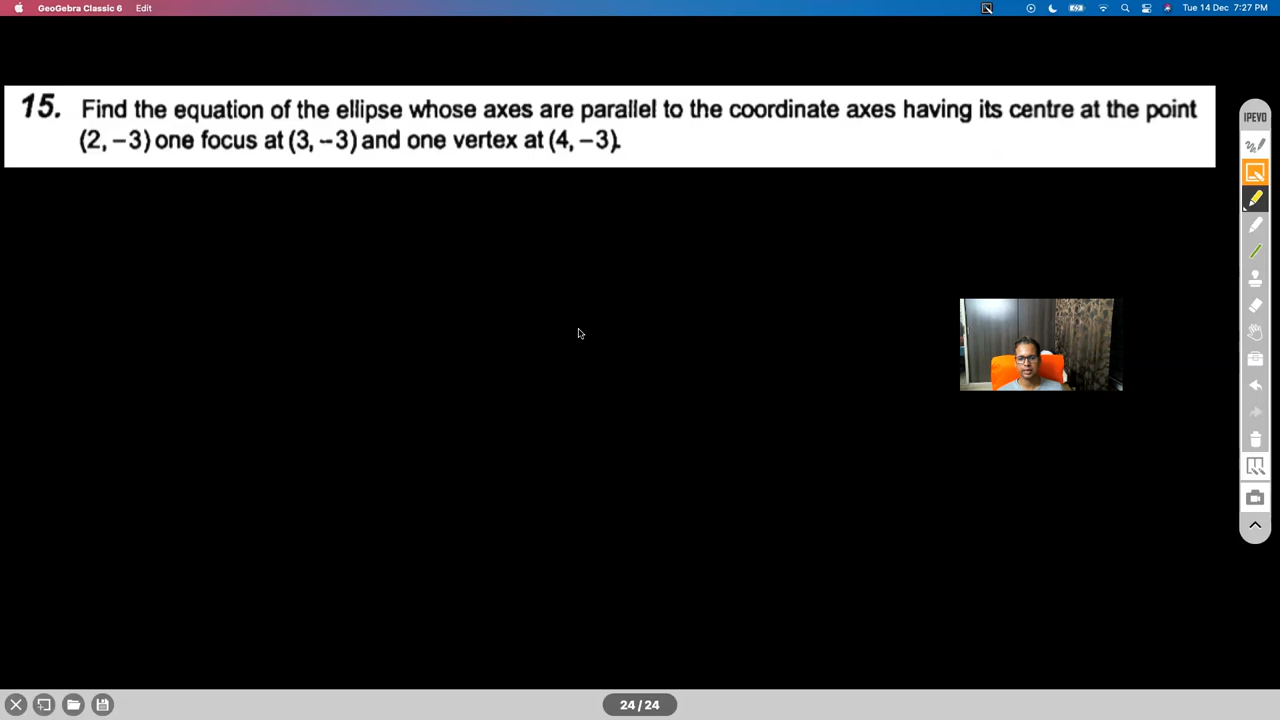 GeoGebra Classic 6 Edit Tue 14 Dec 7:27 PM
15. Find the equation of the ellipse whose axes are parallel to the coordinate axes having its centre at the point
(2, −3) one focus at (3, −3) and one vertex at (4, −3).
IPEVO
24 / 24